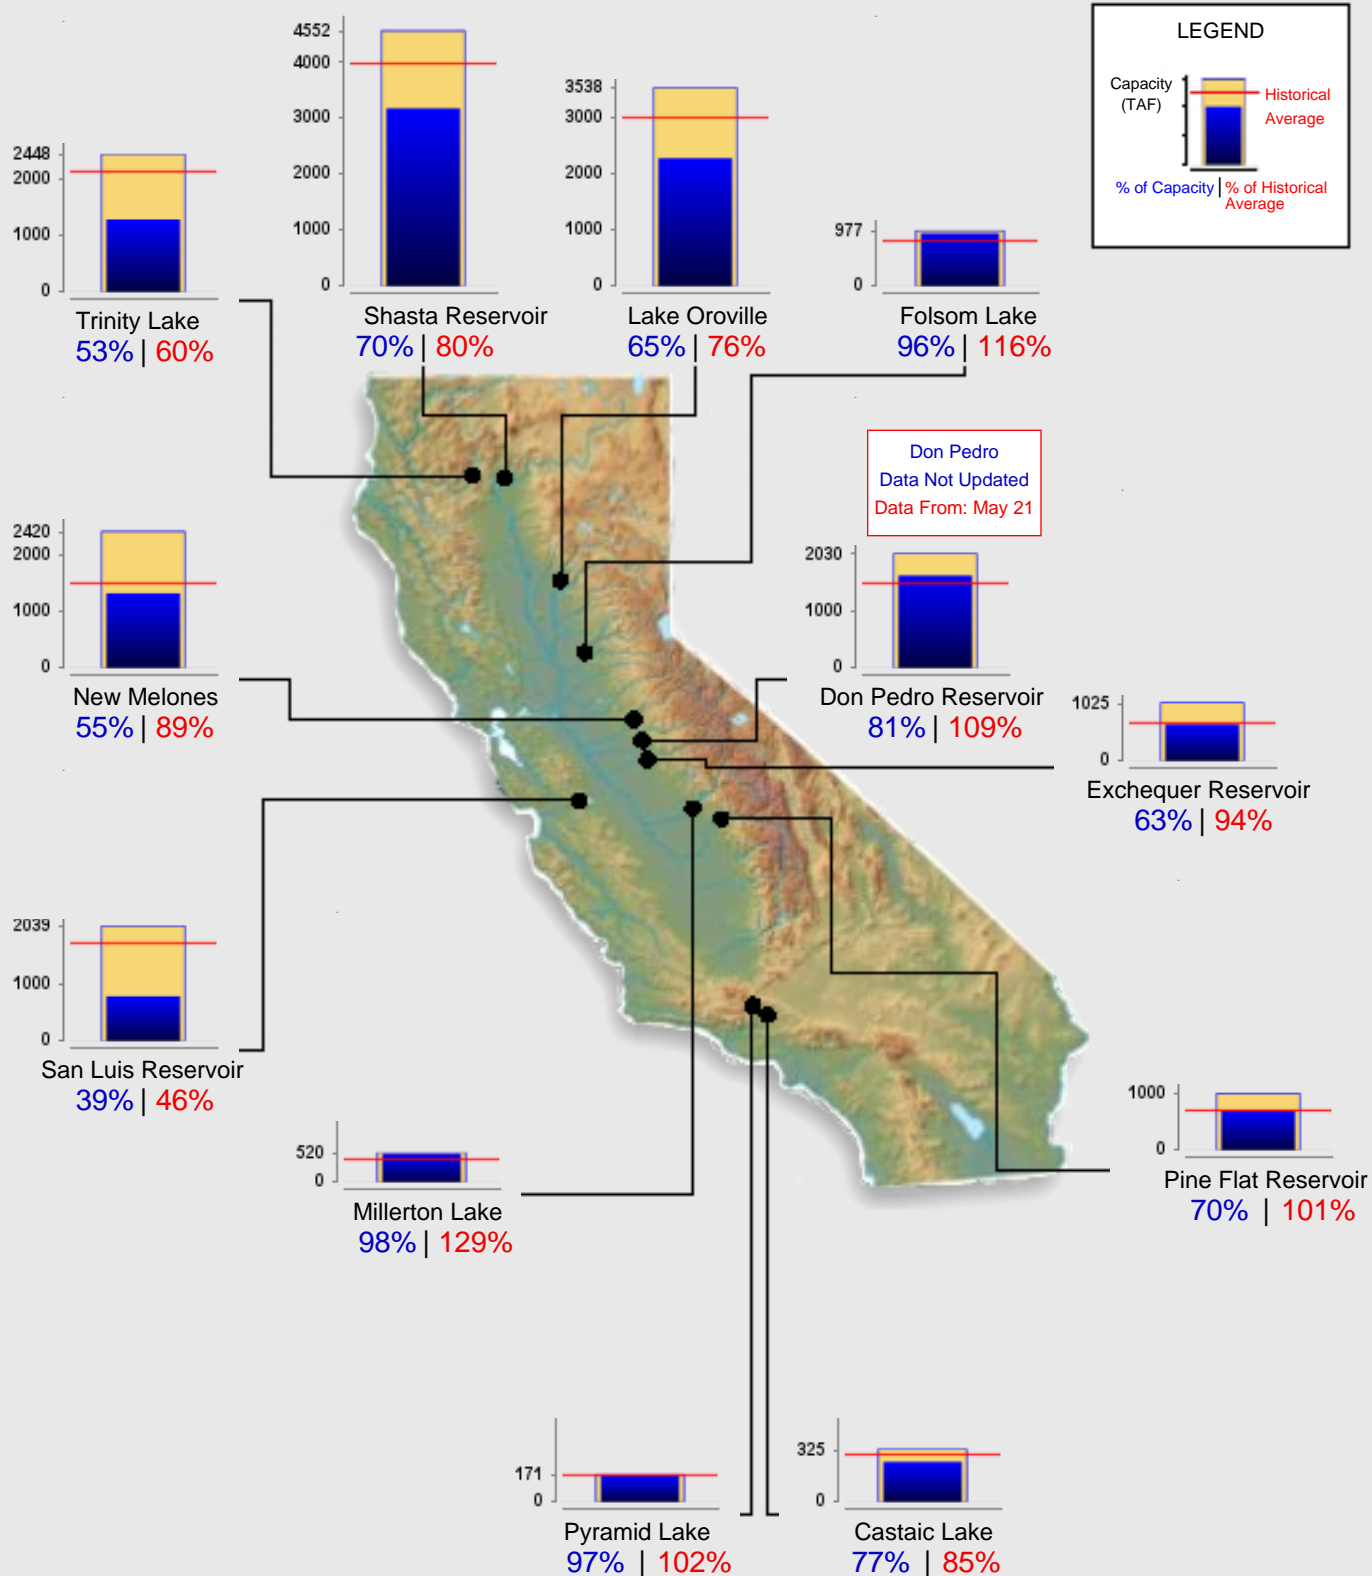 LEGEND
Capacity
(TAF)
Historical
Average
% of Capacity | % of Historical
Average
4552
4000
3000
2000
1000
0
Shasta Reservoir
70% | 80%
3538
3000
2000
1000
0
Lake Oroville
65% | 76%
2448
2000
1000
0
Trinity Lake
53% | 60%
977
0
Folsom Lake
96% | 116%
Don Pedro
Data Not Updated
Data From: May 21
2420
2000
1000
0
New Melones
55% | 89%
2030
1000
0
Don Pedro Reservoir
81% | 109%
1025
0
Exchequer Reservoir
63% | 94%
2039
1000
0
San Luis Reservoir
39% | 46%
520
0
Millerton Lake
98% | 129%
1000
0
Pine Flat Reservoir
70% | 101%
171
0
Pyramid Lake
97% | 102%
325
0
Castaic Lake
77% | 85%